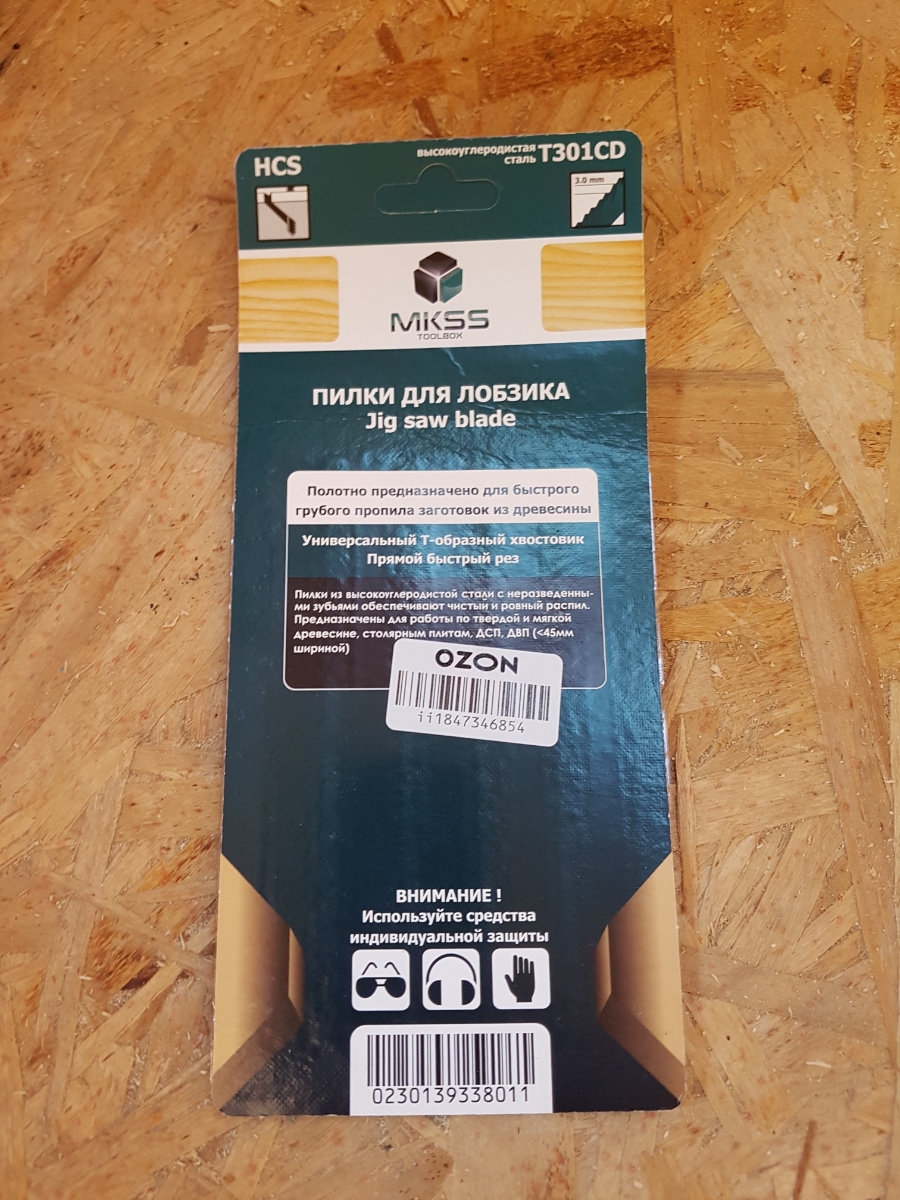 HCS
высокоуглеродистая
сталь T301CD
3.0 mm
MKSS
TOOLBOX
ПИЛКИ ДЛЯ ЛОБЗИКА
Jig saw blade
Полотно предназначено для быстрого
грубого пропила заготовок из древесины
Универсальный Т-образный хвостовик
Прямой быстрый рез
Пилки из высокоуглеродистой стали с неразведенны-
ми зубьями обеспечивают чистый и ровный распил.
Предназначены для работы по твердой и мягкой
древесине, столярным плитам, ДСП, ДВП (<45мм
шириной)
OZON
ii1847346854
ВНИМАНИЕ !
Используйте средства
индивидуальной защиты
0230139338011